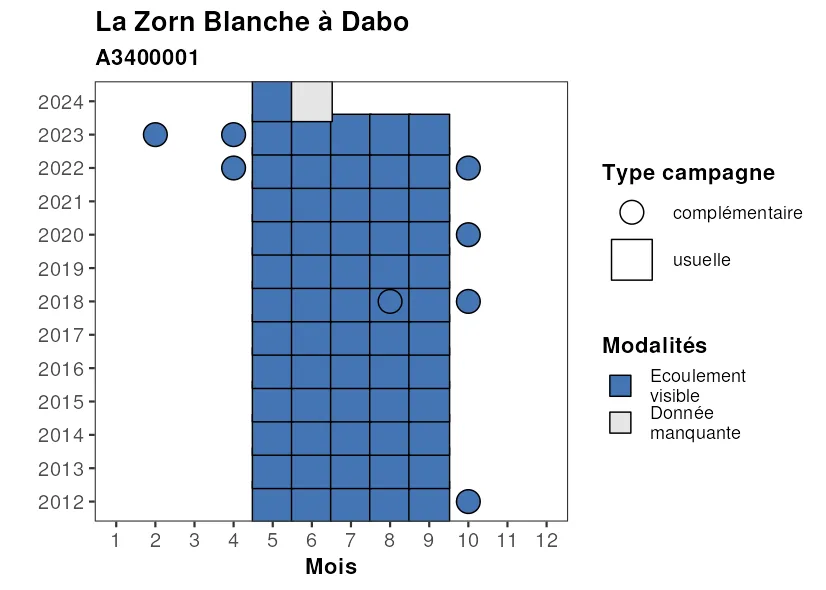 La Zorn Blanche à Dabo
A3400001
2024
2023
2022
2021
2020
2019
2018
2017
2016
2015
2014
2013
2012
1 2 3 4 5 6 7 8 9 10 11 12
Mois
Type campagne
complémentaire
usuelle
Modalités
Ecoulement
visible
Donnée
manquante